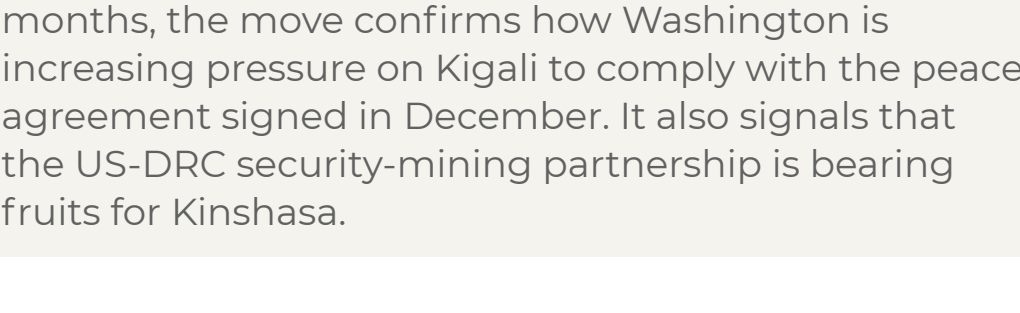 months, the move confirms how Washington is
increasing pressure on Kigali to comply with the peace
agreement signed in December. It also signals that
the US-DRC security-mining partnership is bearing
fruits for Kinshasa.